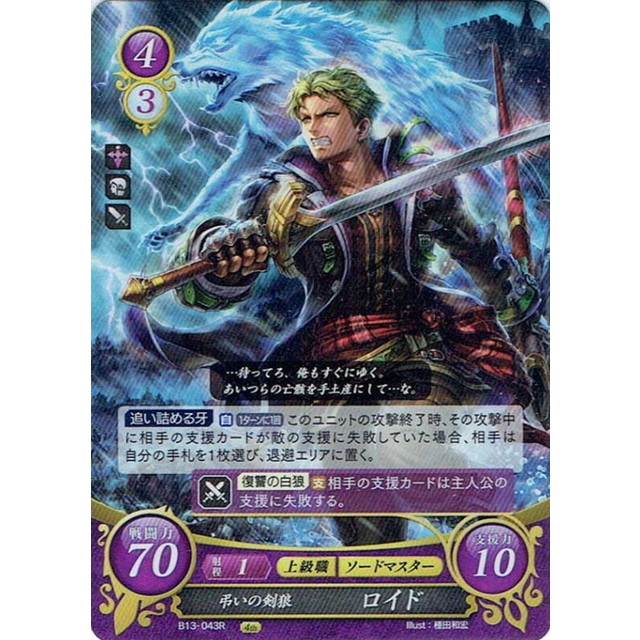 4
3
…待ってろ、俺もすぐにゆく。
あいつらの亡骸を手土産にして…な。
追い詰める牙 自 1ターンに1回 このユニットの攻撃終了時、その攻撃中
に相手の支援カードが敵の支援に失敗していた場合、相手は
自分の手札を1枚選び、退避エリアに置く。
復讐の白狼 支 相手の支援カードは主人公の
支援に失敗する。
戦闘力
70
射程 1
上級職 ソードマスター
支援力
10
弔いの剣狼 ロイド
B13-043R 4th Illust：種田和宏